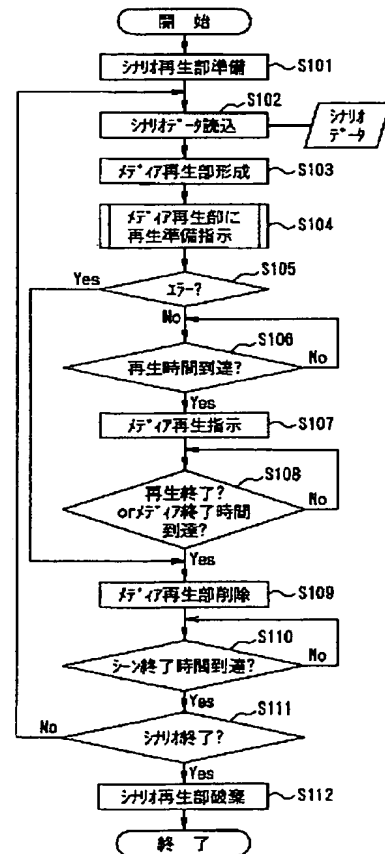 開始
シナリオ再生部準備
S101
S102
シナリオデータ読込
シナリオ
データ
メディア再生部形成
S103
メディア再生部に
再生準備指示
S104
S105
Yes
エラー?
No
S106
再生時間到達?
No
Yes
メディア再生指示
S107
S108
再生終了?
orメディア終了時間
到達?
No
Yes
メディア再生部削除
S109
S110
シーン終了時間到達?
No
Yes
S111
No
シナリオ終了?
Yes
シナリオ再生部破棄
S112
終了